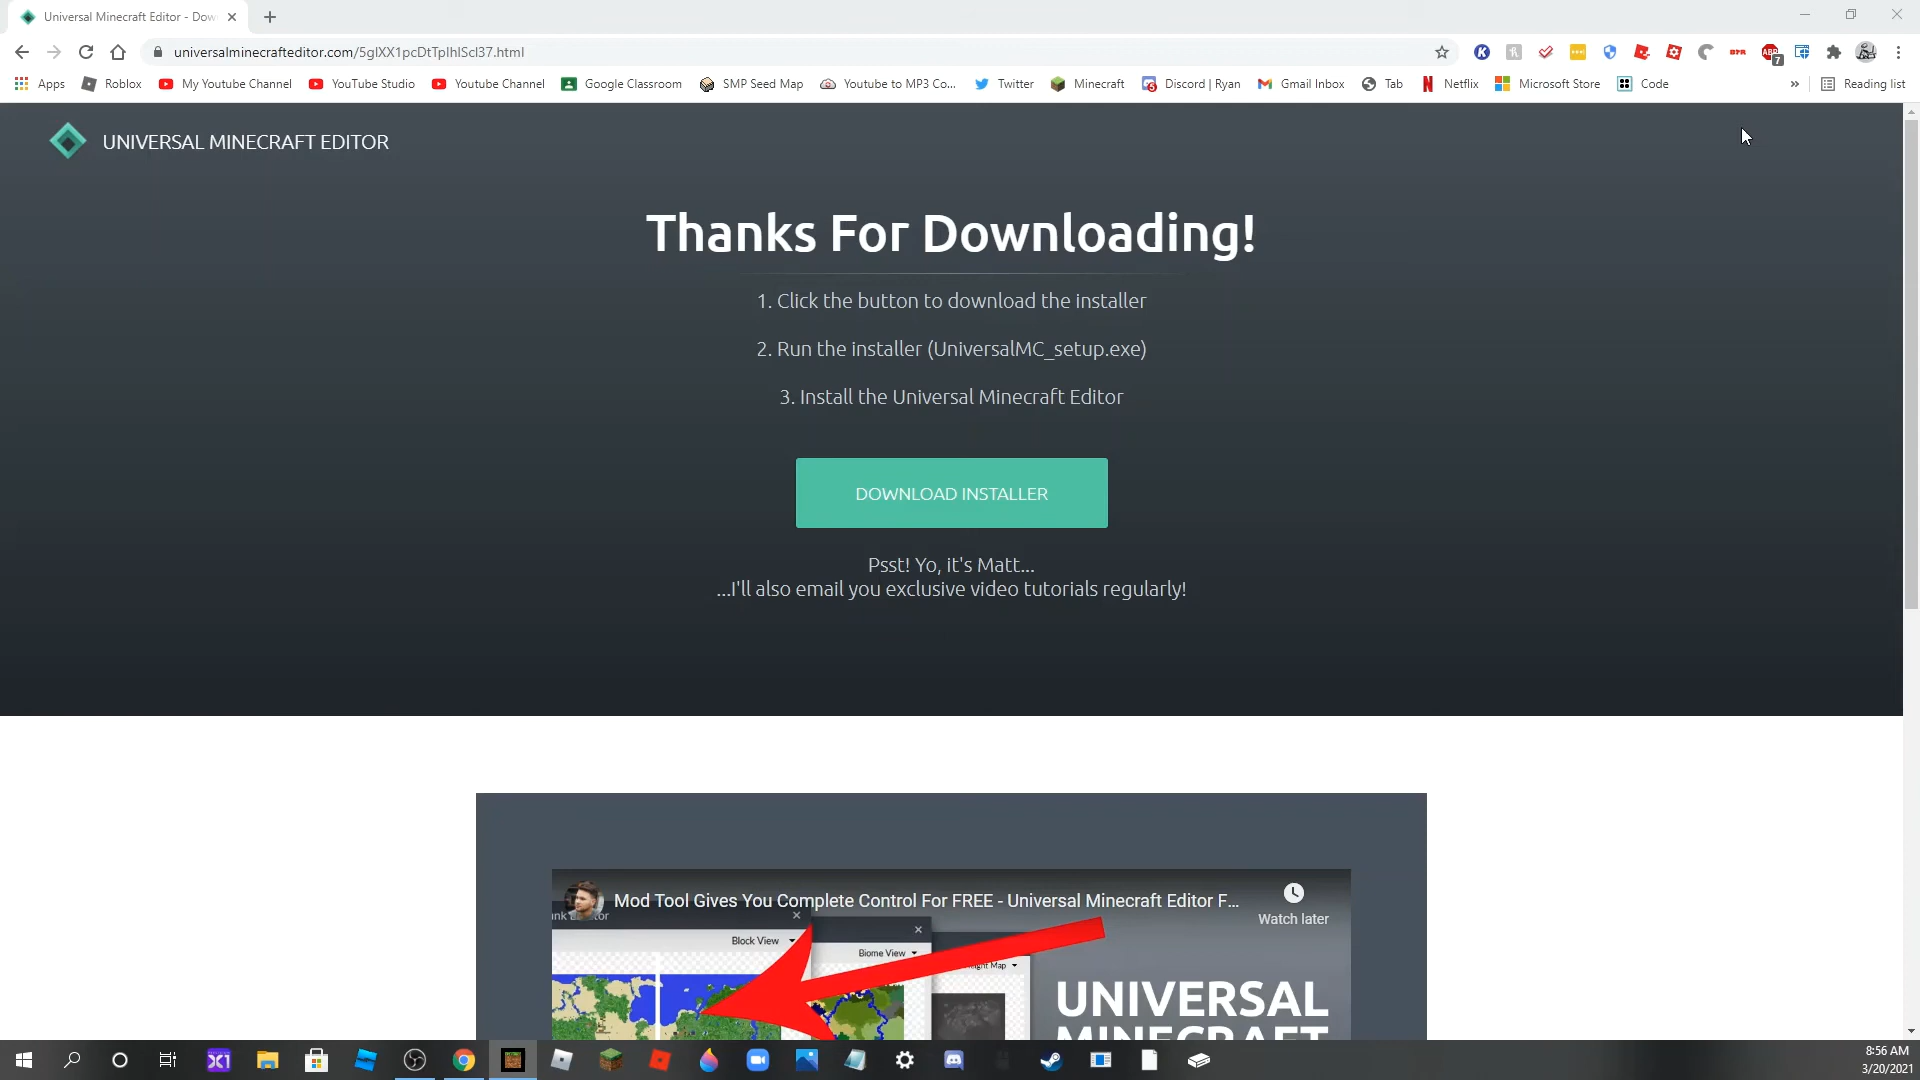 Universal Minecraft Editor - Dow
universalminecrafteditor.com/5glXX1pcDtTplhlScl37.html
7
Apps Roblox My Youtube Channel YouTube Studio Youtube Channel Google Classroom SMP Seed Map Youtube to MP3 Co... Twitter Minecraft Discord | Ryan Gmail Inbox Tab Netflix Microsoft Store Code » Reading list
UNIVERSAL MINECRAFT EDITOR
Thanks For Downloading!
1. Click the button to download the installer
2. Run the installer (UniversalMC_setup.exe)
3. Install the Universal Minecraft Editor
DOWNLOAD INSTALLER
Psst! Yo, it's Matt...
...I'll also email you exclusive video tutorials regularly!
Mod Tool Gives You Complete Control For FREE - Universal Minecraft Editor F...
Watch later
Block View
Biome View
Map
UNIVERSAL
MINECRAFT
8:56 AM
3/20/2021